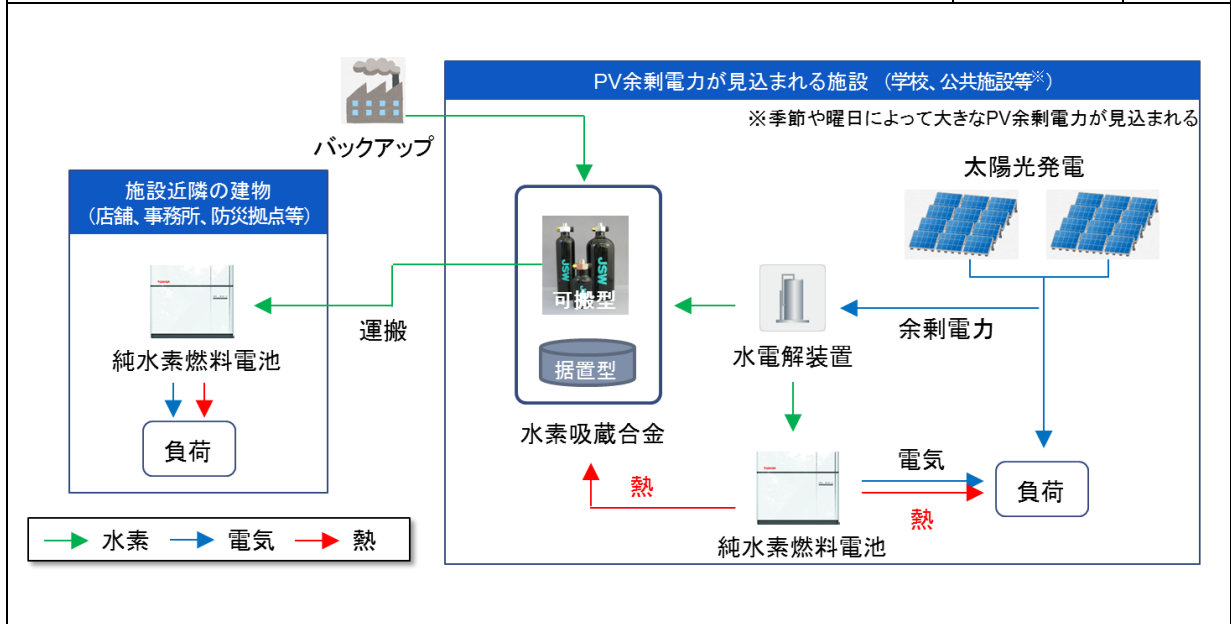 PV余剰電力が見込まれる施設 （学校、公共施設等※）
※季節や曜日によって大きなPV余剰電力が見込まれる
バックアップ
太陽光発電
施設近隣の建物
（店舗、事務所、防災拠点等）
JSW
JSW
可搬型
運搬
余剰電力
純水素燃料電池
据置型
水電解装置
水素吸蔵合金
負荷
電気
熱
負荷
熱
純水素燃料電池
水素
電気
熱